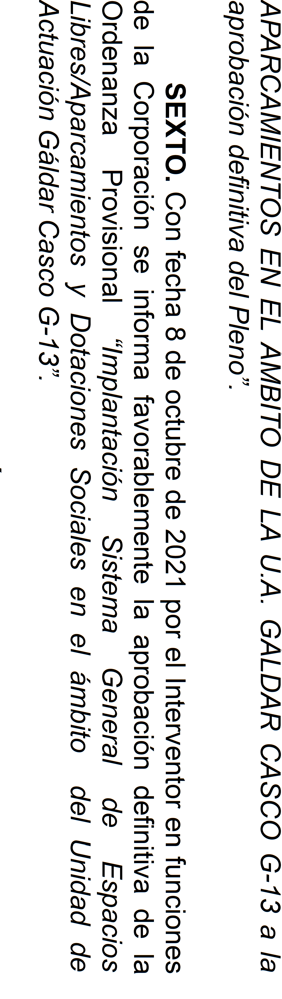 APARCAMIENTOS EN EL ÁMBITO DE LA U.A. GÁLDAR CASCO G-13 a la
aprobación definitiva del Pleno”.
SEXTO. Con fecha 8 de octubre de 2021 por el Interventor en funciones
de la Corporación se informa favorablemente la aprobación definitiva de la
Ordenanza Provisional “Implantación Sistema General de Espacios
Libres/Aparcamientos y Dotaciones Sociales en el ámbito del Unidad de
Actuación Gáldar Casco G-13”.